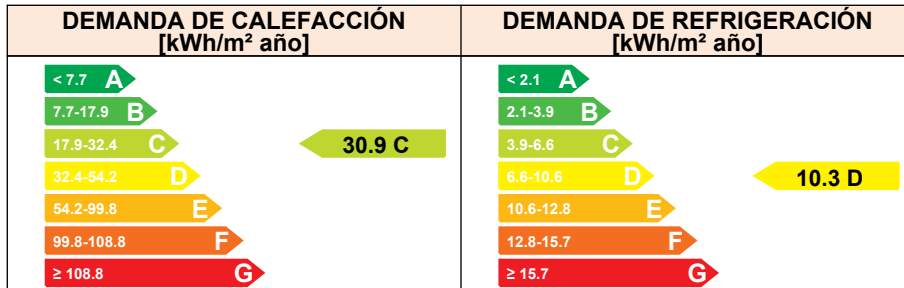 DEMANDA DE CALEFACCIÓN
[kWh/m² año]
DEMANDA DE REFRIGERACIÓN
[kWh/m² año]
< 7.7 A
7.7-17.9 B
17.9-32.4 C
30.9 C
32.4-54.2 D
54.2-99.8 E
99.8-108.8 F
≥ 108.8 G
< 2.1 A
2.1-3.9 B
3.9-6.6 C
6.6-10.6 D
10.3 D
10.6-12.8 E
12.8-15.7 F
≥ 15.7 G